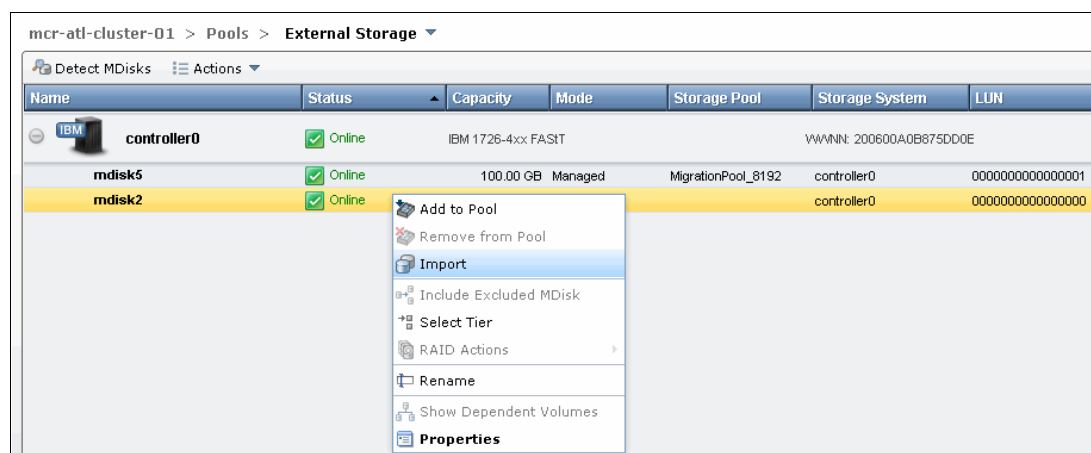 mcr-atl-cluster-01 > Pools > External Storage
Detect MDisks Actions
Name Status Capacity Mode Storage Pool Storage System LUN
IBM controller0 Online IBM 1726-4xx FAStT WWNN: 200600A0B875DD0E
mdisk5 Online 100.00 GB Managed MigrationPool_8192 controller0 0000000000000001
mdisk2 Online controller0 0000000000000000
Add to Pool
Remove from Pool
Import
Include Excluded MDisk
Select Tier
RAID Actions
Rename
Show Dependent Volumes
Properties